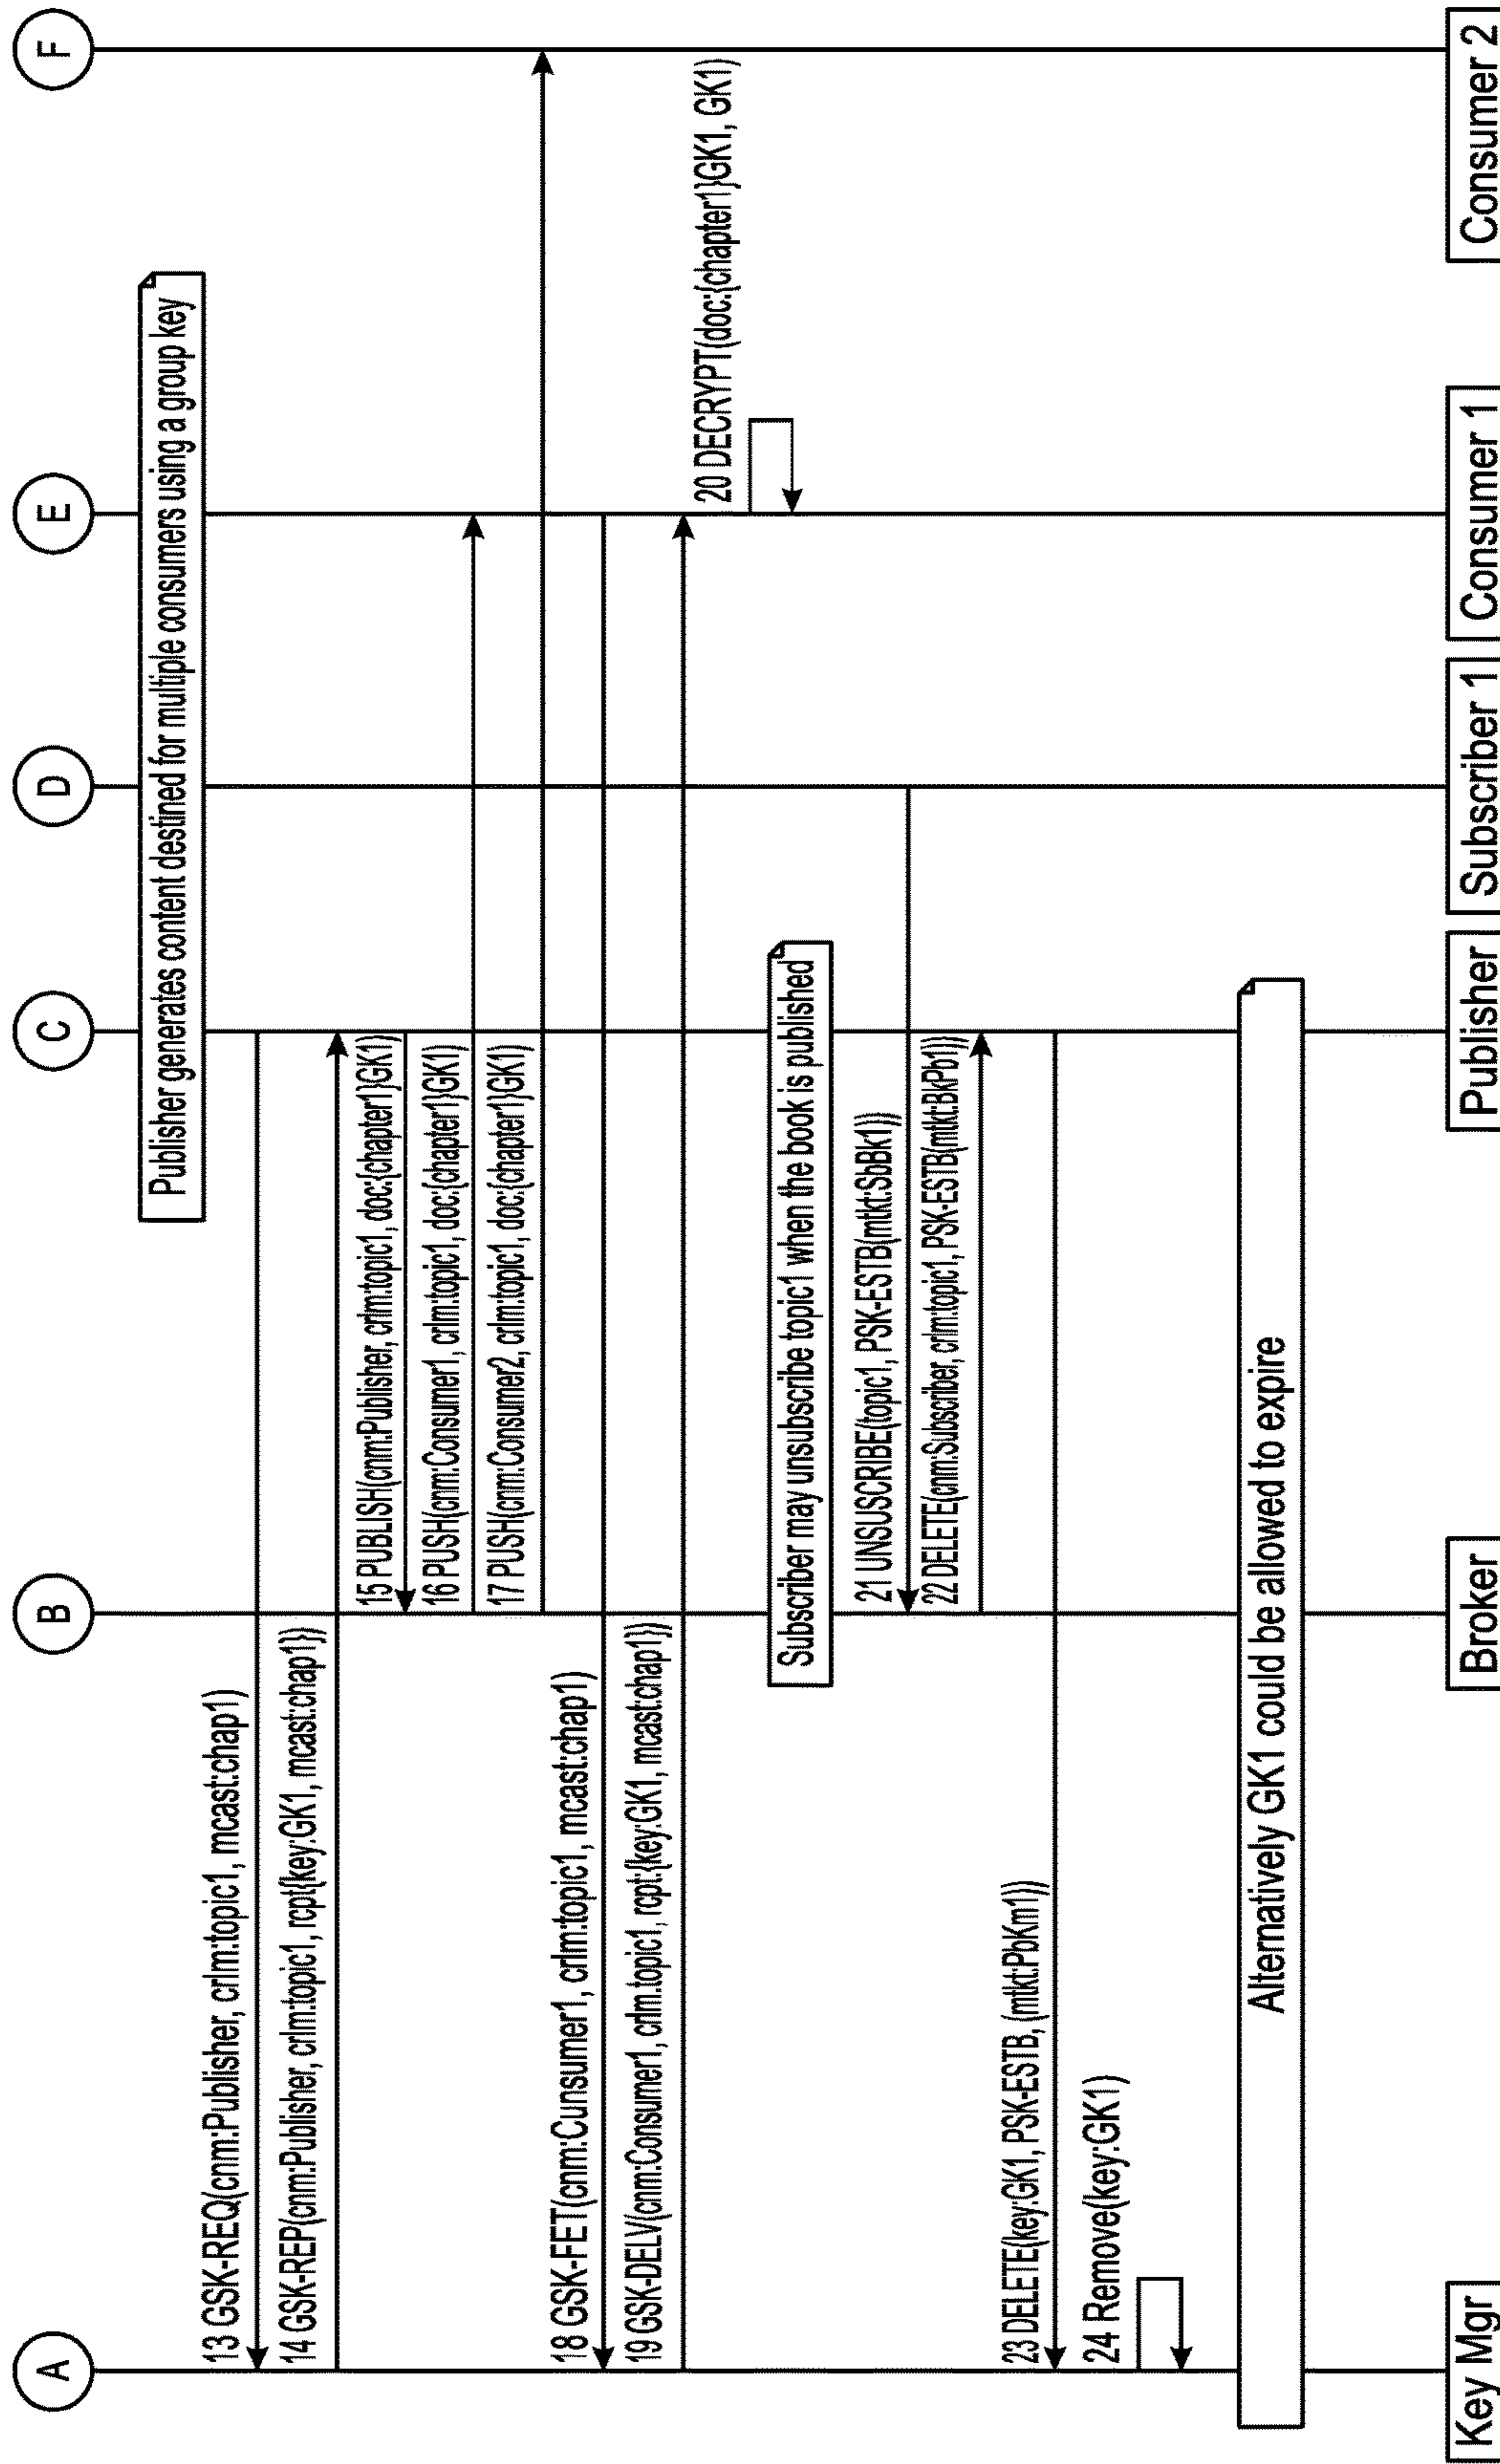 A
B
C
D
E
F
Publisher generates content destined for multiple consumers using a group key
13 GSK-REQ(cnm:Publisher, crlm:topic1, mcast:chap1)
14 GSK-REP(cnm:Publisher, crlm:topic1, rcpt{key:GK1, mcast:chap1})
15 PUBLISH(cnm:Publisher, crlm:topic1, doc:{chapter1}GK1)
16 PUSH(cnm:Consumer1, crlm:topic1, doc:{chapter1}GK1)
17 PUSH(cnm:Consumer2, crlm:topic1, doc:{chapter1}GK1)
18 GSK-FET(cnm:Cunsumer1, crlm:topic1, mcast:chap1)
19 GSK-DELV(cnm:Consumer1, crlm.topic1, rcpt:{key:GK1, mcast:chap1})
20 DECRYPT(doc:{chapter1}GK1, GK1)
Subscriber may unsubscribe topic1 when the book is published
21 UNSUSCRIBE(topic1, PSK-ESTB(mtkt:SbBk1))
22 DELETE(cnm:Subscriber, crlm:topic1, PSK-ESTB(mtkt:BkPb1))
23 DELETE(key:GK1, PSK-ESTB, (mtkt:PbKm1))
24 Remove(key:GK1)
Alternatively GK1 could be allowed to expire
Key Mgr
Broker
Publisher
Subscriber 1
Consumer 1
Consumer 2